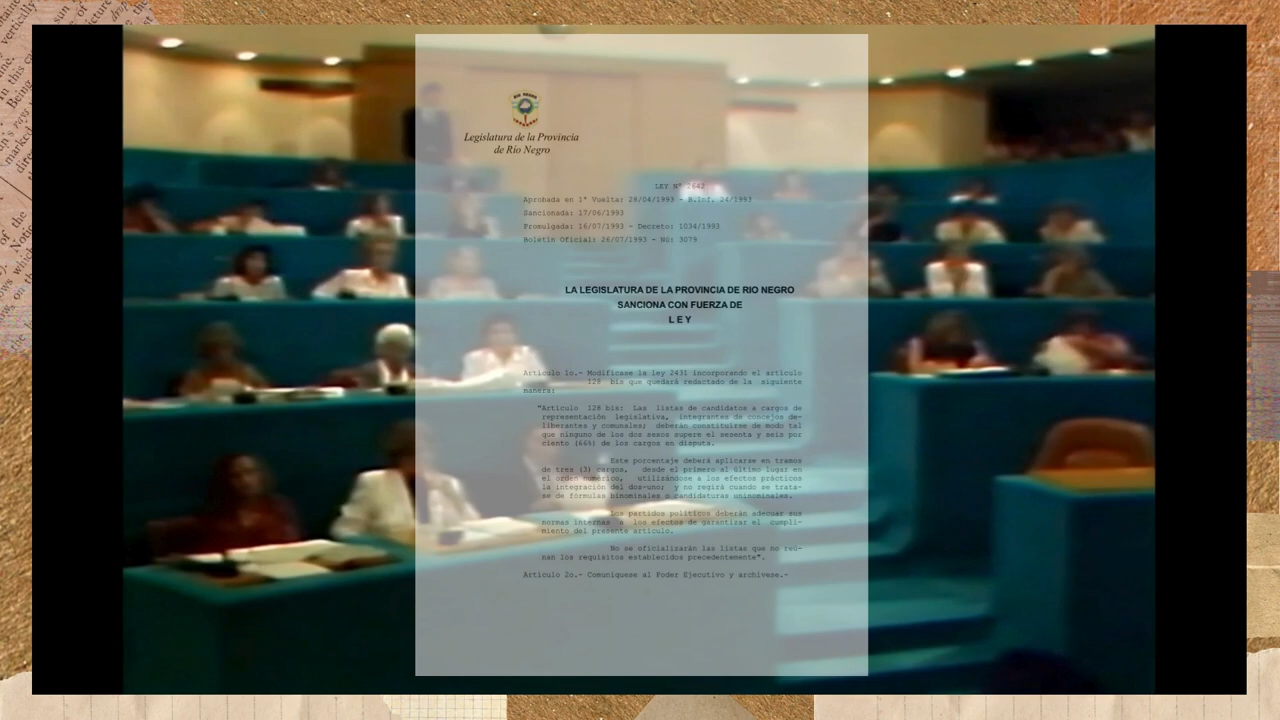 RIO NEGRO
Legislatura de la Provincia
de Río Negro
LEY Nº 2642
Aprobada en 1ª Vuelta: 28/04/1993 - B.Inf. 24/1993
Sancionada: 17/06/1993
Promulgada: 16/07/1993 - Decreto: 1034/1993
Boletín Oficial: 26/07/1993 - Nú: 3079
LA LEGISLATURA DE LA PROVINCIA DE RIO NEGRO
SANCIONA CON FUERZA DE
L E Y
Artículo 1o.- Modifícase la ley 2431 incorporando el artículo
128 bis que quedará redactado de la siguiente
manera:
"Artículo 128 bis: Las listas de candidatos a cargos de
representación legislativa, integrantes de concejos de-
liberantes y comunales; deberán constituirse de modo tal
que ninguno de los dos sexos supere el sesenta y seis por
ciento (66%) de los cargos en disputa.
Este porcentaje deberá aplicarse en tramos
de tres (3) cargos, desde el primero al último lugar en
el orden numérico, utilizándose a los efectos prácticos
la integración del dos-uno; y no regirá cuando se trata-
se de fórmulas binominales o candidaturas uninominales.
Los partidos políticos deberán adecuar sus
normas internas a los efectos de garantizar el cumpli-
miento del presente artículo.
No se oficializarán las listas que no reú-
nan los requisitos establecidos precedentemente".
Artículo 2o.- Comuníquese al Poder Ejecutivo y archívese.-